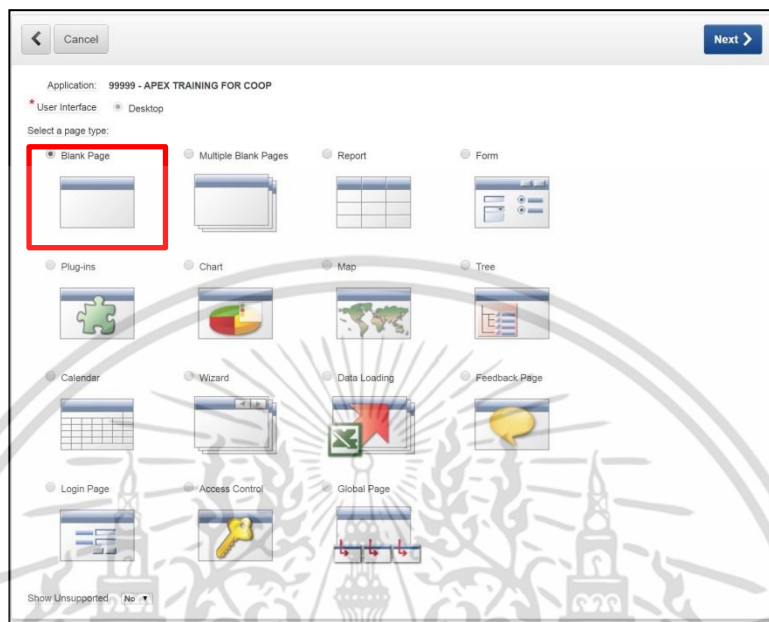 Cancel
Next
Application: 99999 - APEX TRAINING FOR COOP
* User Interface Desktop
Select a page type:
Blank Page Multiple Blank Pages Report Form
Plug-ins Chart Map Tree
Calendar Wizard Data Loading Feedback Page
Login Page Access Control Global Page
Show Unsupported No